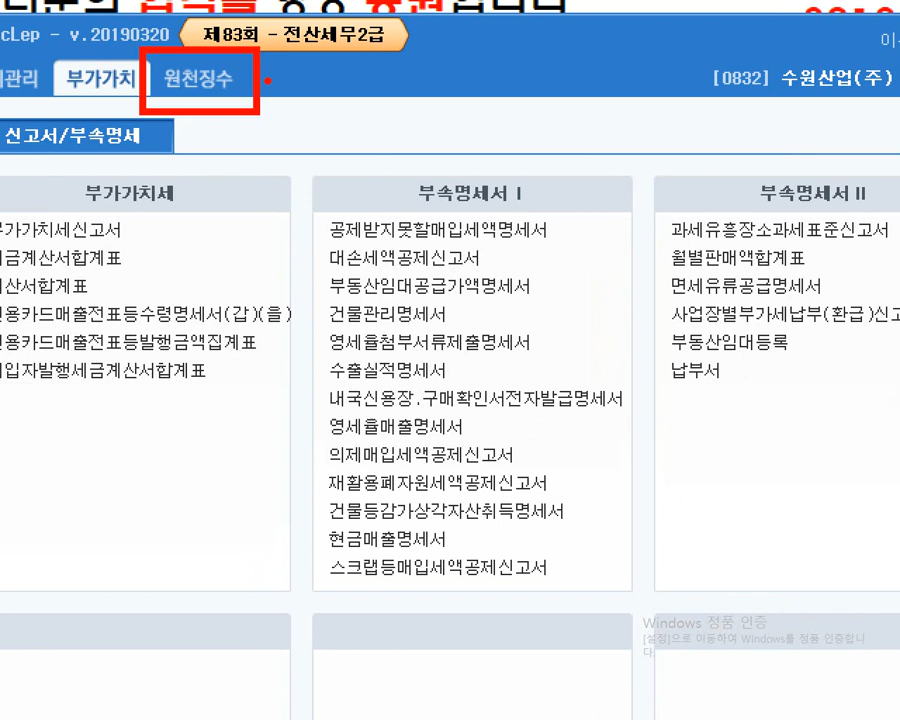 합격을 응원합니다
cLep - v.20190320 제83회 - 전산세무2급
관리 부가가치 원천징수 [0832] 수원산업(주)
신고서/부속명세
부가가치세
가가치세신고서
금계산서합계표
산서합계표
용카드매출전표등수령명세서(갑)(을)
용카드매출전표등발행금액집계표
입자발행세금계산서합계표
부속명세서 I
공제받지못할매입세액명세서
대손세액공제신고서
부동산임대공급가액명세서
건물관리명세서
영세율첨부서류제출명세서
수출실적명세서
내국신용장.구매확인서전자발급명세서
영세율매출명세서
의제매입세액공제신고서
재활용폐자원세액공제신고서
건물등감가상각자산취득명세서
현금매출명세서
스크랩등매입세액공제신고서
부속명세서 II
과세유흥장소과세표준신고서
월별판매액합계표
면세유류공급명세서
사업장별부가세납부(환급)신고
부동산임대등록
납부서
Windows 정품 인증
[설정]으로 이동하여 Windows를 정품 인증합니
다.